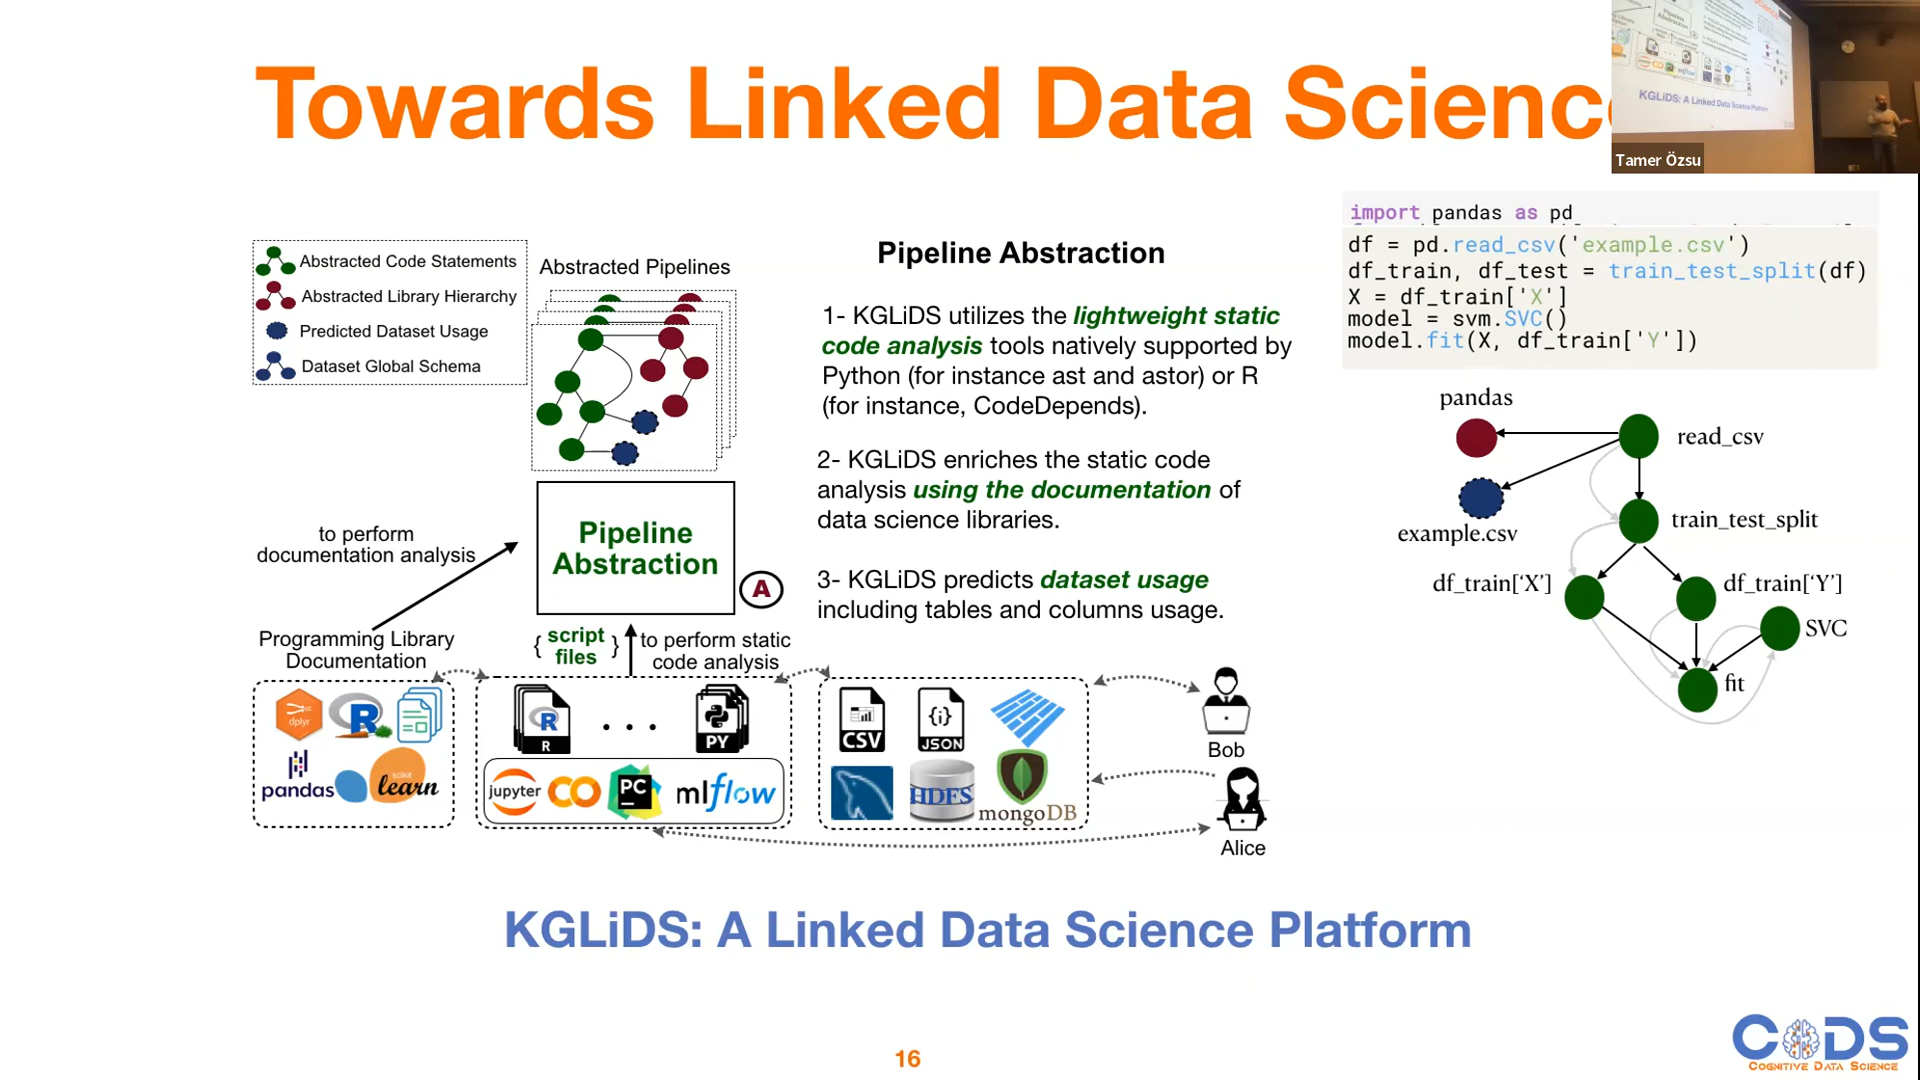 Towards Linked Data Scienc
Tamer Özsu
Pipeline
Abstraction
KGLiDS: A Linked Data Science Platform
Abstracted Code Statements
Abstracted Library Hierarchy
Predicted Dataset Usage
Dataset Global Schema
Abstracted Pipelines
Pipeline
Abstraction
A
to perform
documentation analysis
Programming Library
Documentation
{ script
files }
to perform static
code analysis
dplyr
R
pandas
scikit
learn
R
R
. . .
PY
jupyter
CO
PC
mlflow
CSV
{i}
JSON
HDFS
mongoDB
Bob
Alice
Pipeline Abstraction
1- KGLiDS utilizes the lightweight static
code analysis tools natively supported by
Python (for instance ast and astor) or R
(for instance, CodeDepends).
2- KGLiDS enriches the static code
analysis using the documentation of
data science libraries.
3- KGLiDS predicts dataset usage
including tables and columns usage.
import pandas as pd
df = pd.read_csv('example.csv')
df_train, df_test = train_test_split(df)
X = df_train['X']
model = svm.SVC()
model.fit(X, df_train['Y'])
pandas
read_csv
example.csv
train_test_split
df_train['X']
df_train['Y']
SVC
fit
KGLiDS: A Linked Data Science Platform
16
CODS
COGNITIVE DATA SCIENCE